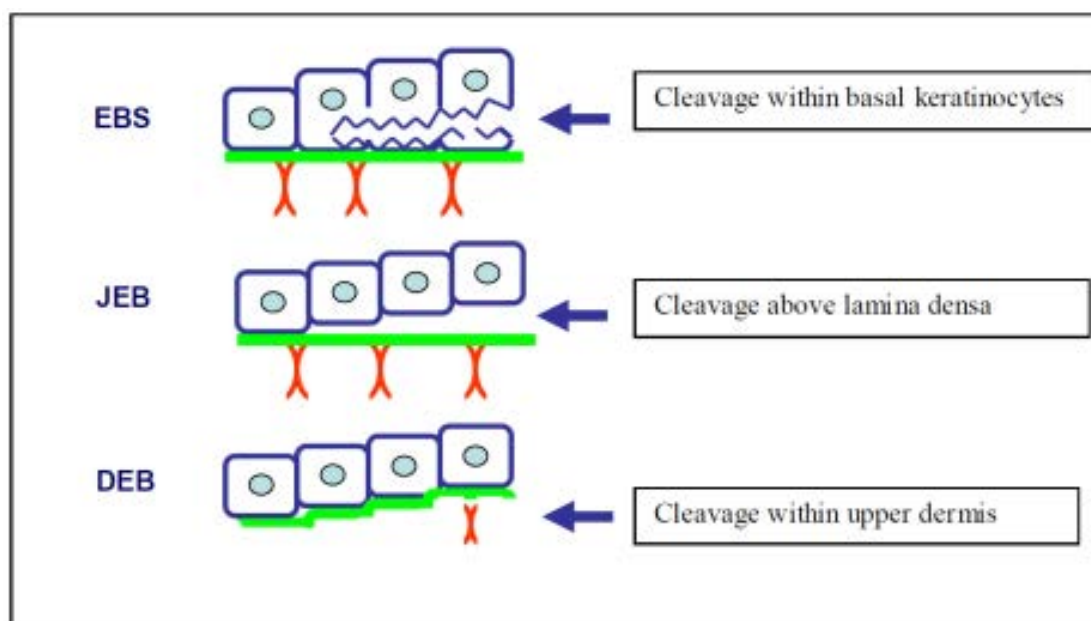 EBS
Cleavage within basal keratinocytes
JEB
Cleavage above lamina densa
DEB
Cleavage within upper dermis